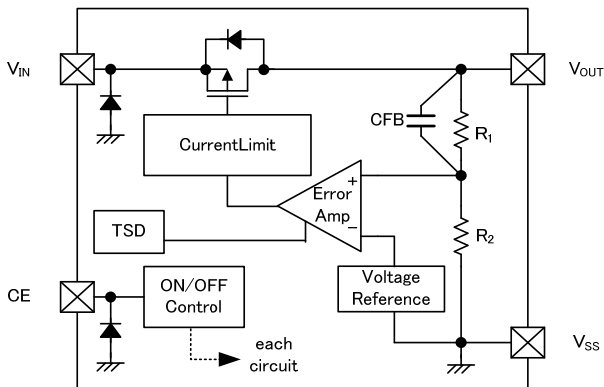 VIN
VOUT
CFB
R1
CurrentLimit
+
Error
Amp
−
TSD
R2
CE
ON/OFF
Control
Voltage
Reference
each
circuit
VSS